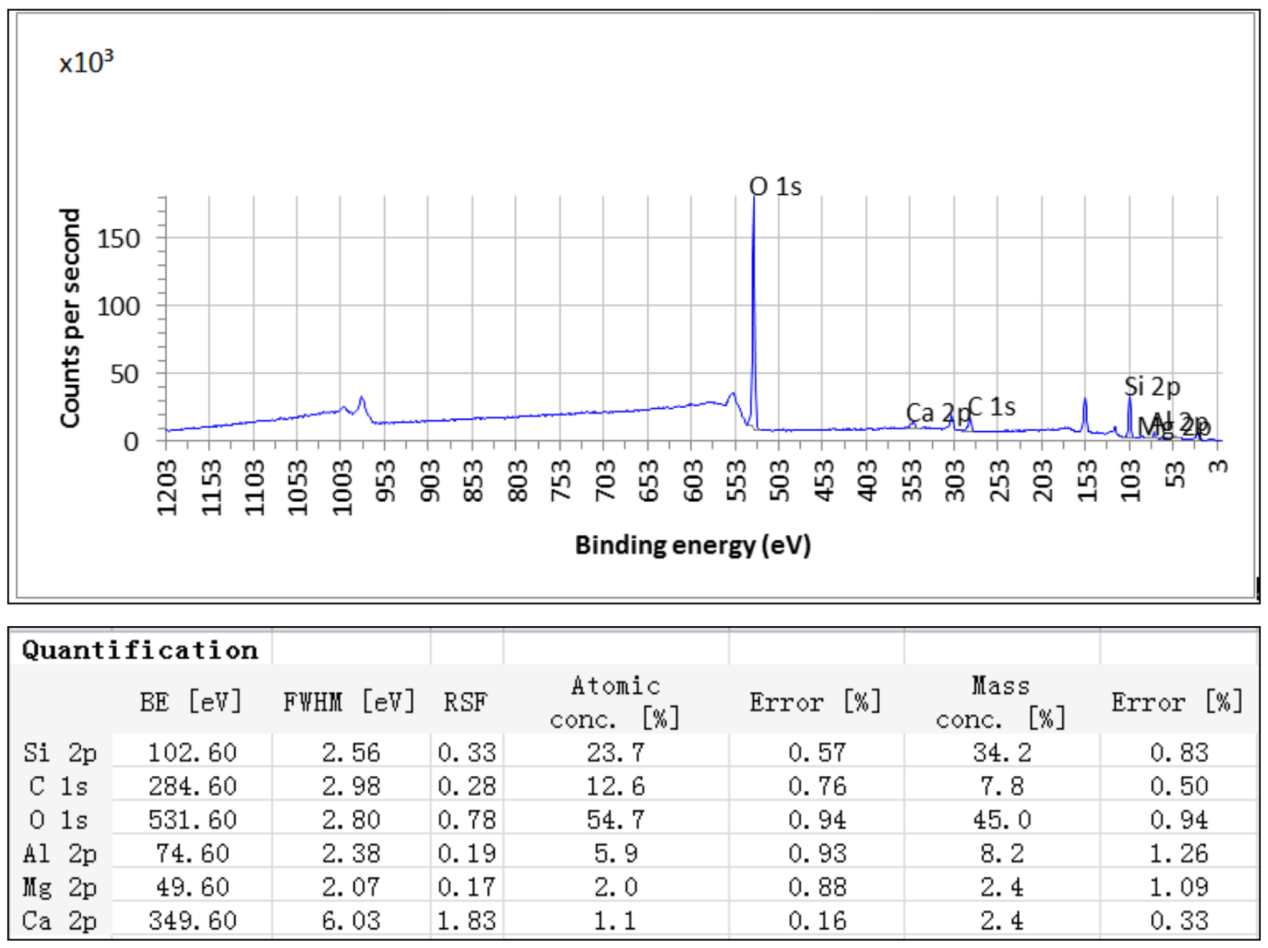 x10³
O 1s
Ca 2p
C 1s
Si 2p
Al 2p
Mg 2p
Counts per second
150
100
50
0
1203 1153 1103 1053 1003 953 903 853 803 753 703 653 603 553 503 453 403 353 303 253 203 153 103 53 3
Binding energy (eV)
Quantification
BE [eV] FWHM [eV] RSF Atomic conc. [%] Error [%] Mass conc. [%] Error [%]
Si 2p 102.60 2.56 0.33 23.7 0.57 34.2 0.83
C 1s 284.60 2.98 0.28 12.6 0.76 7.8 0.50
O 1s 531.60 2.80 0.78 54.7 0.94 45.0 0.94
Al 2p 74.60 2.38 0.19 5.9 0.93 8.2 1.26
Mg 2p 49.60 2.07 0.17 2.0 0.88 2.4 1.09
Ca 2p 349.60 6.03 1.83 1.1 0.16 2.4 0.33